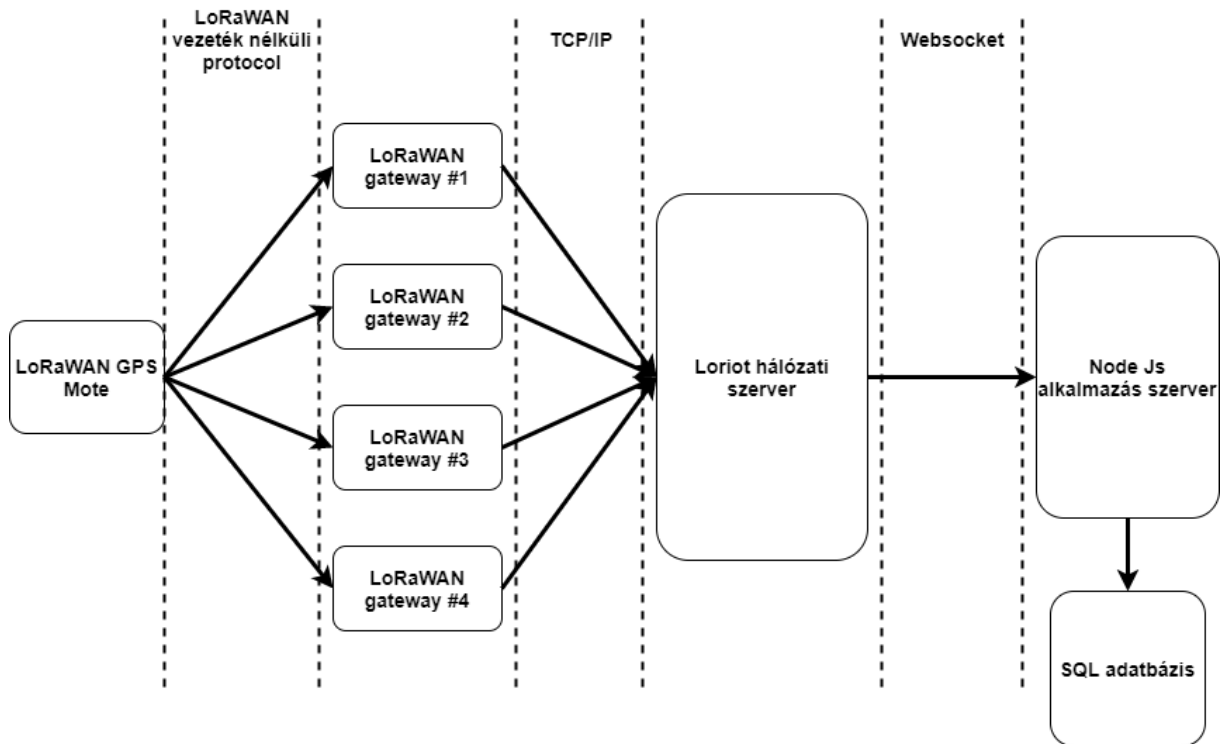 LoRaWAN
vezeték nélküli
protocol
TCP/IP
Websocket
LoRaWAN GPS
Mote
LoRaWAN
gateway #1
LoRaWAN
gateway #2
LoRaWAN
gateway #3
LoRaWAN
gateway #4
Loriot hálózati
szerver
Node Js
alkalmazás szerver
SQL adatbázis